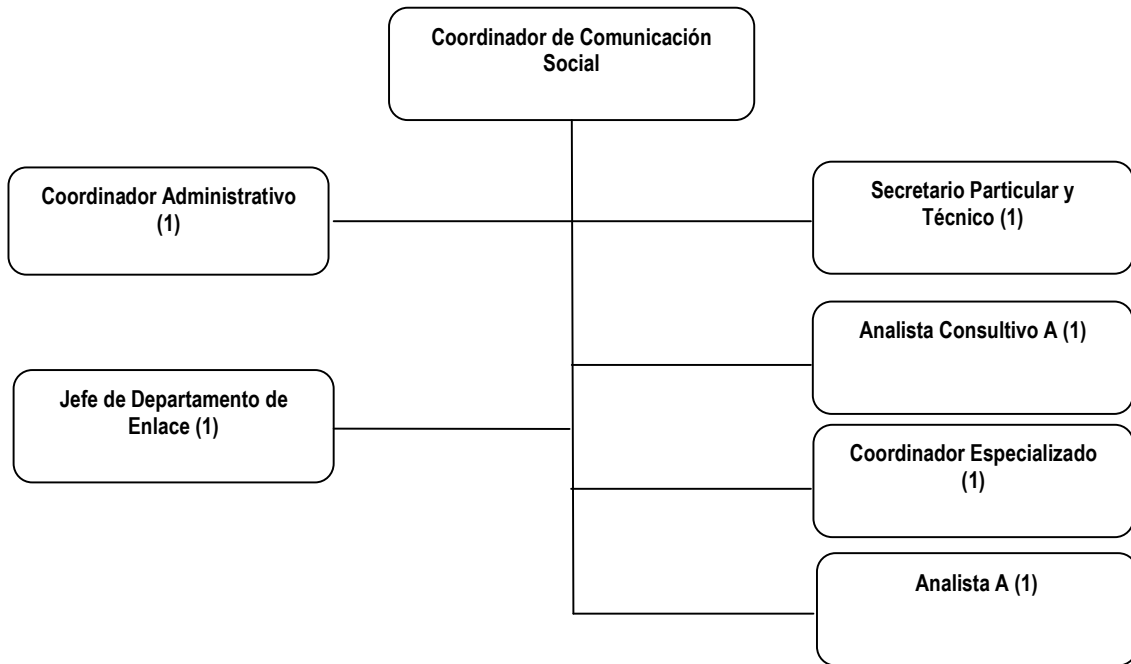 Coordinador de Comunicación
Social
Coordinador Administrativo
(1)
Secretario Particular y
Técnico (1)
Analista Consultivo A (1)
Jefe de Departamento de
Enlace (1)
Coordinador Especializado
(1)
Analista A (1)